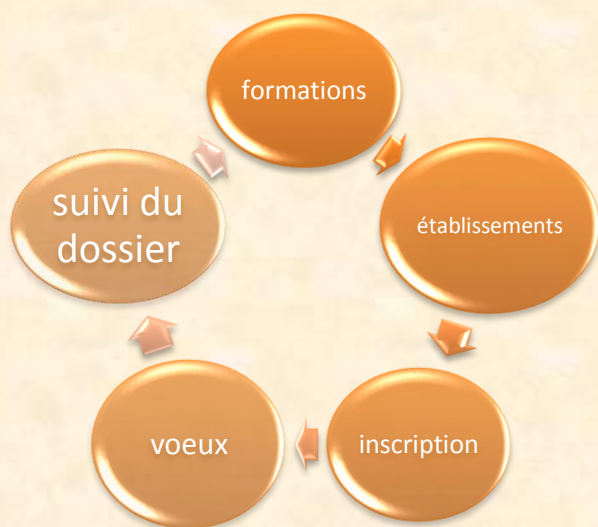 formations
établissements
inscription
voeux
suivi du
dossier